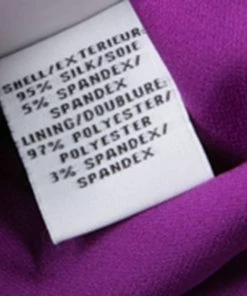 SHELL/EXTERIEUR:
95% SILK/SOIE
5% SPANDEX/
SPANDEX
LINING/DOUBLURE:
97% POLYESTER/
POLYESTER
3% SPANDEX/
SPANDEX